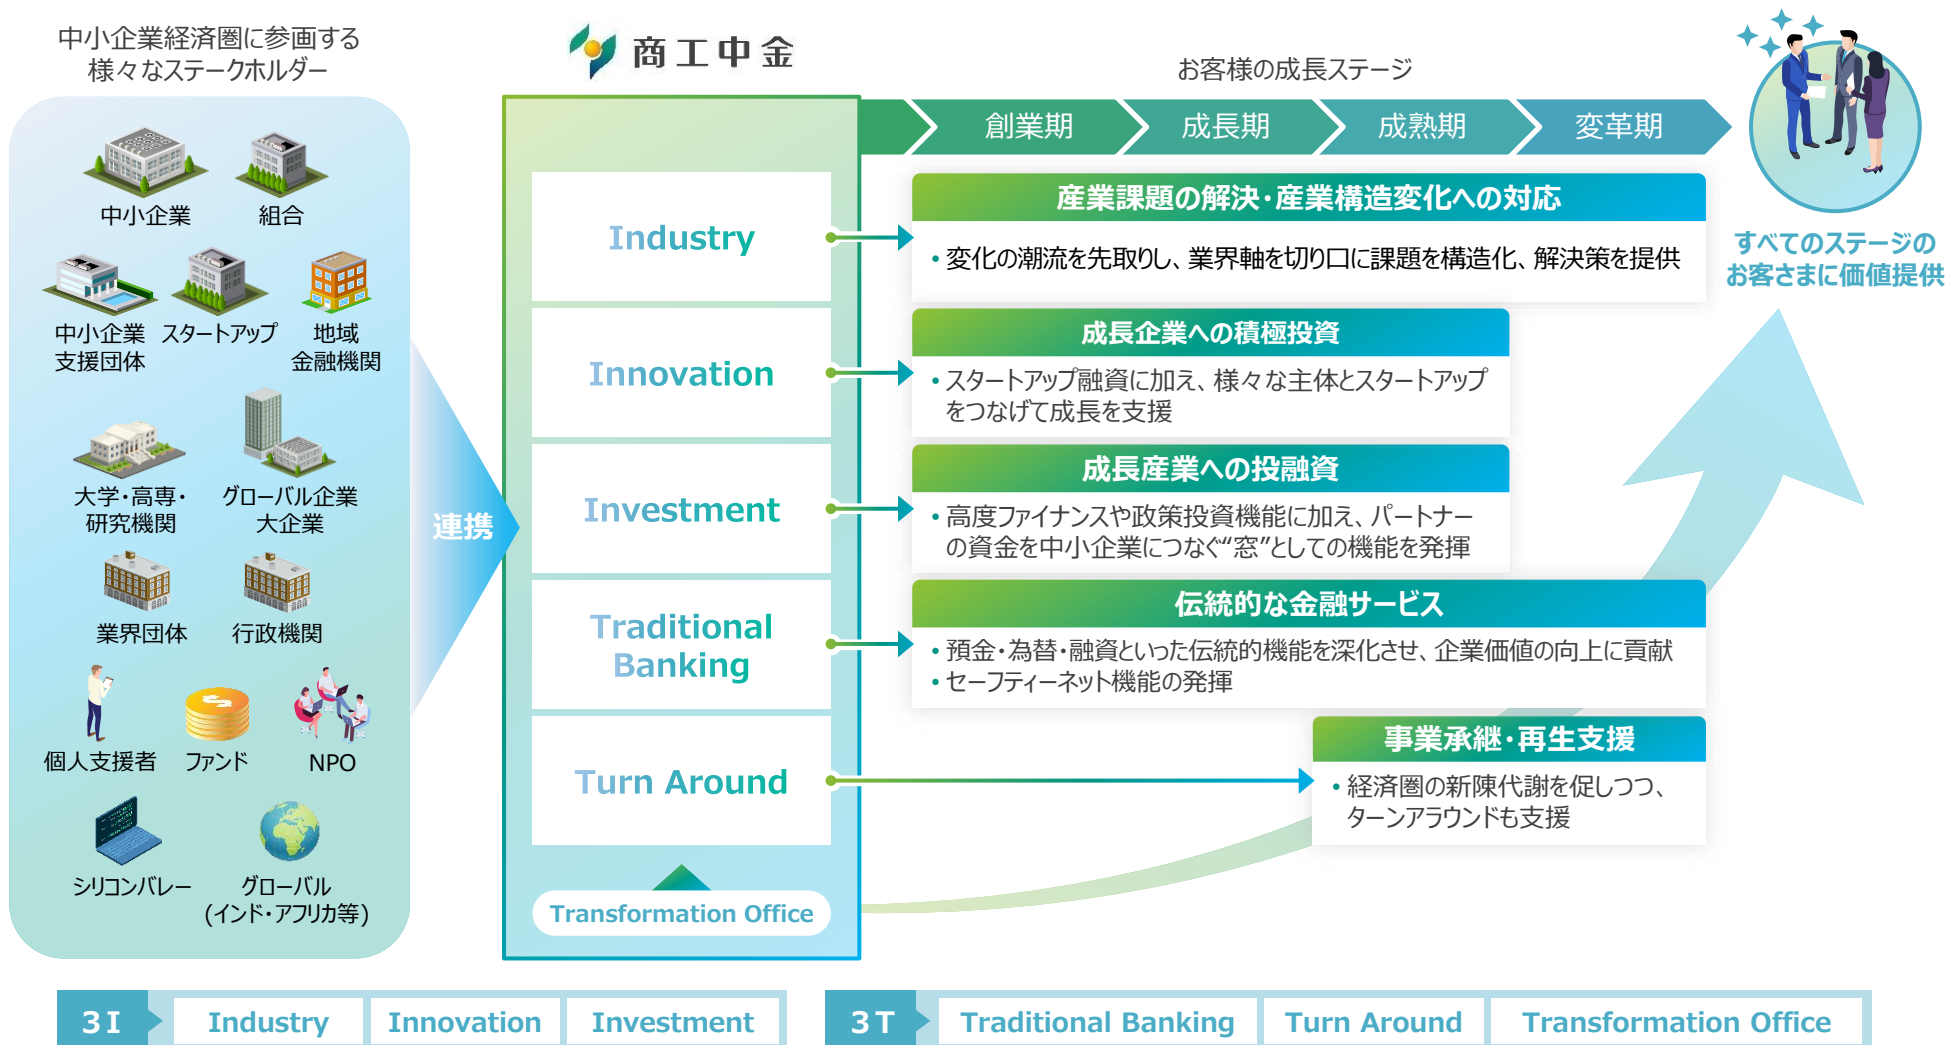 中小企業経済圏に参画する
様々なステークホルダー
中小企業
組合
中小企業
支援団体
スタートアップ
地域
金融機関
大学・高専・
研究機関
グローバル企業
大企業
業界団体
行政機関
個人支援者
ファンド
NPO
シリコンバレー
グローバル
(インド・アフリカ等)
連携
商工中金
Industry
Innovation
Investment
Traditional
Banking
Turn Around
Transformation Office
お客様の成長ステージ
創業期
成長期
成熟期
変革期
産業課題の解決・産業構造変化への対応
・変化の潮流を先取りし、業界軸を切り口に課題を構造化、解決策を提供
成長企業への積極投資
・スタートアップ融資に加え、様々な主体とスタートアップ
をつなげて成長を支援
成長産業への投融資
・高度ファイナンスや政策投資機能に加え、パートナー
の資金を中小企業につなぐ“窓”としての機能を発揮
伝統的な金融サービス
・預金・為替・融資といった伝統的機能を深化させ、企業価値の向上に貢献
・セーフティーネット機能の発揮
事業承継・再生支援
・経済圏の新陳代謝を促しつつ、
ターンアラウンドも支援
すべてのステージの
お客さまに価値提供
3I
Industry
Innovation
Investment
3T
Traditional Banking
Turn Around
Transformation Office